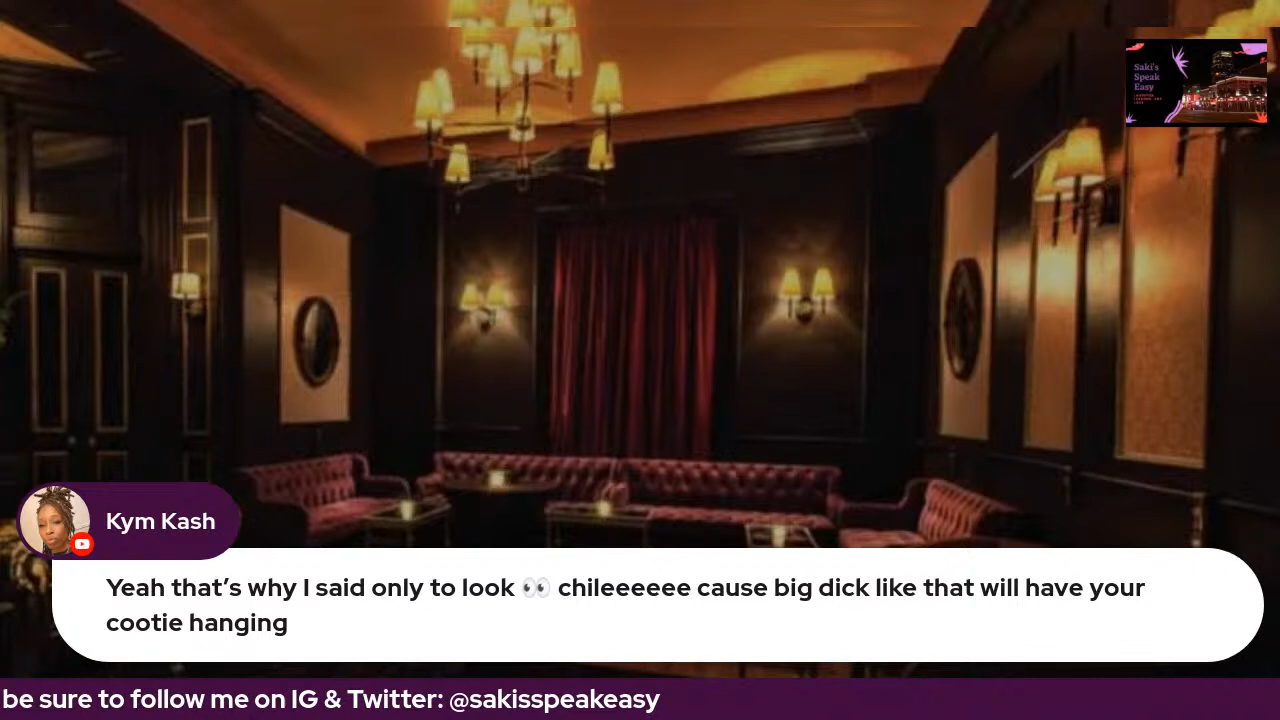 Saki's
Speak
Easy
Kym Kash
Yeah that’s why I said only to look 👀 chileeeeee cause big dick like that will have your
cootie hanging
be sure to follow me on IG & Twitter: @sakisspeakeasy